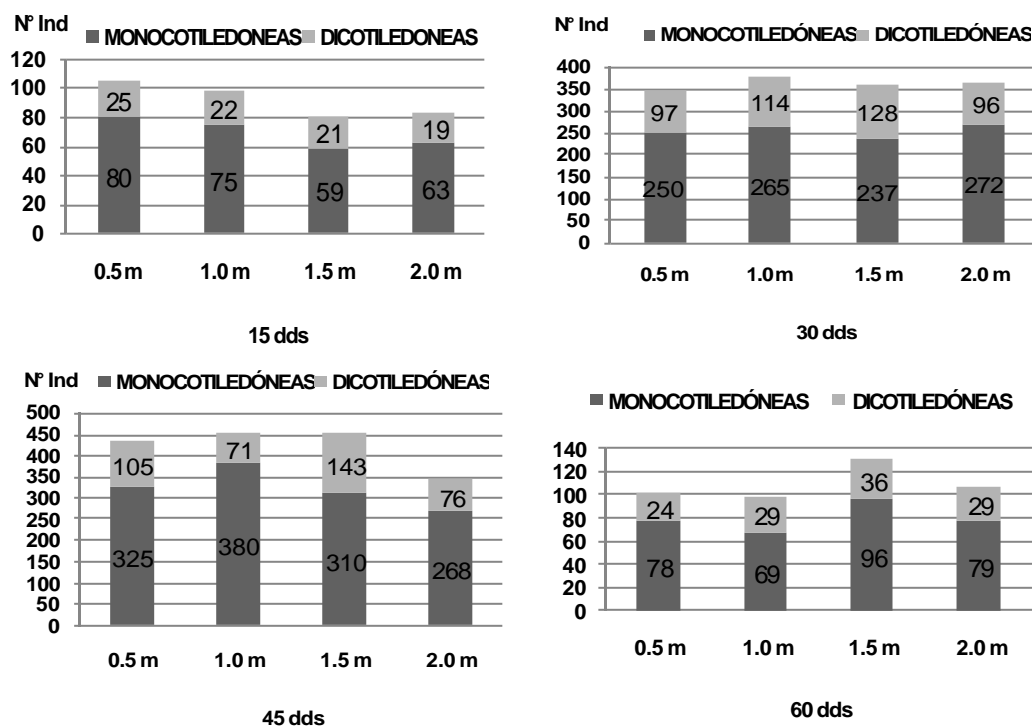 N° Ind
MONOCOTILEDONEAS DICOTILEDONEAS
120
100
80
60
40
20
0
25 22 21 19
80 75 59 63
0.5 m 1.0 m 1.5 m 2.0 m
15 dds
N° Ind
MONOCOTILEDÓNEAS DICOTILEDÓNEAS
400
350
300
250
200
150
100
50
0
97 114 128 96
250 265 237 272
0.5 m 1.0 m 1.5 m 2.0 m
30 dds
N° Ind
MONOCOTILEDÓNEAS DICOTILEDÓNEAS
500
450
400
350
300
250
200
150
100
50
0
105 71 143 76
325 380 310 268
0.5 m 1.0 m 1.5 m 2.0 m
45 dds
MONOCOTILEDÓNEAS DICOTILEDÓNEAS
140
120
100
80
60
40
20
0
24 29 36 29
78 69 96 79
0.5 m 1.0 m 1.5 m 2.0 m
60 dds